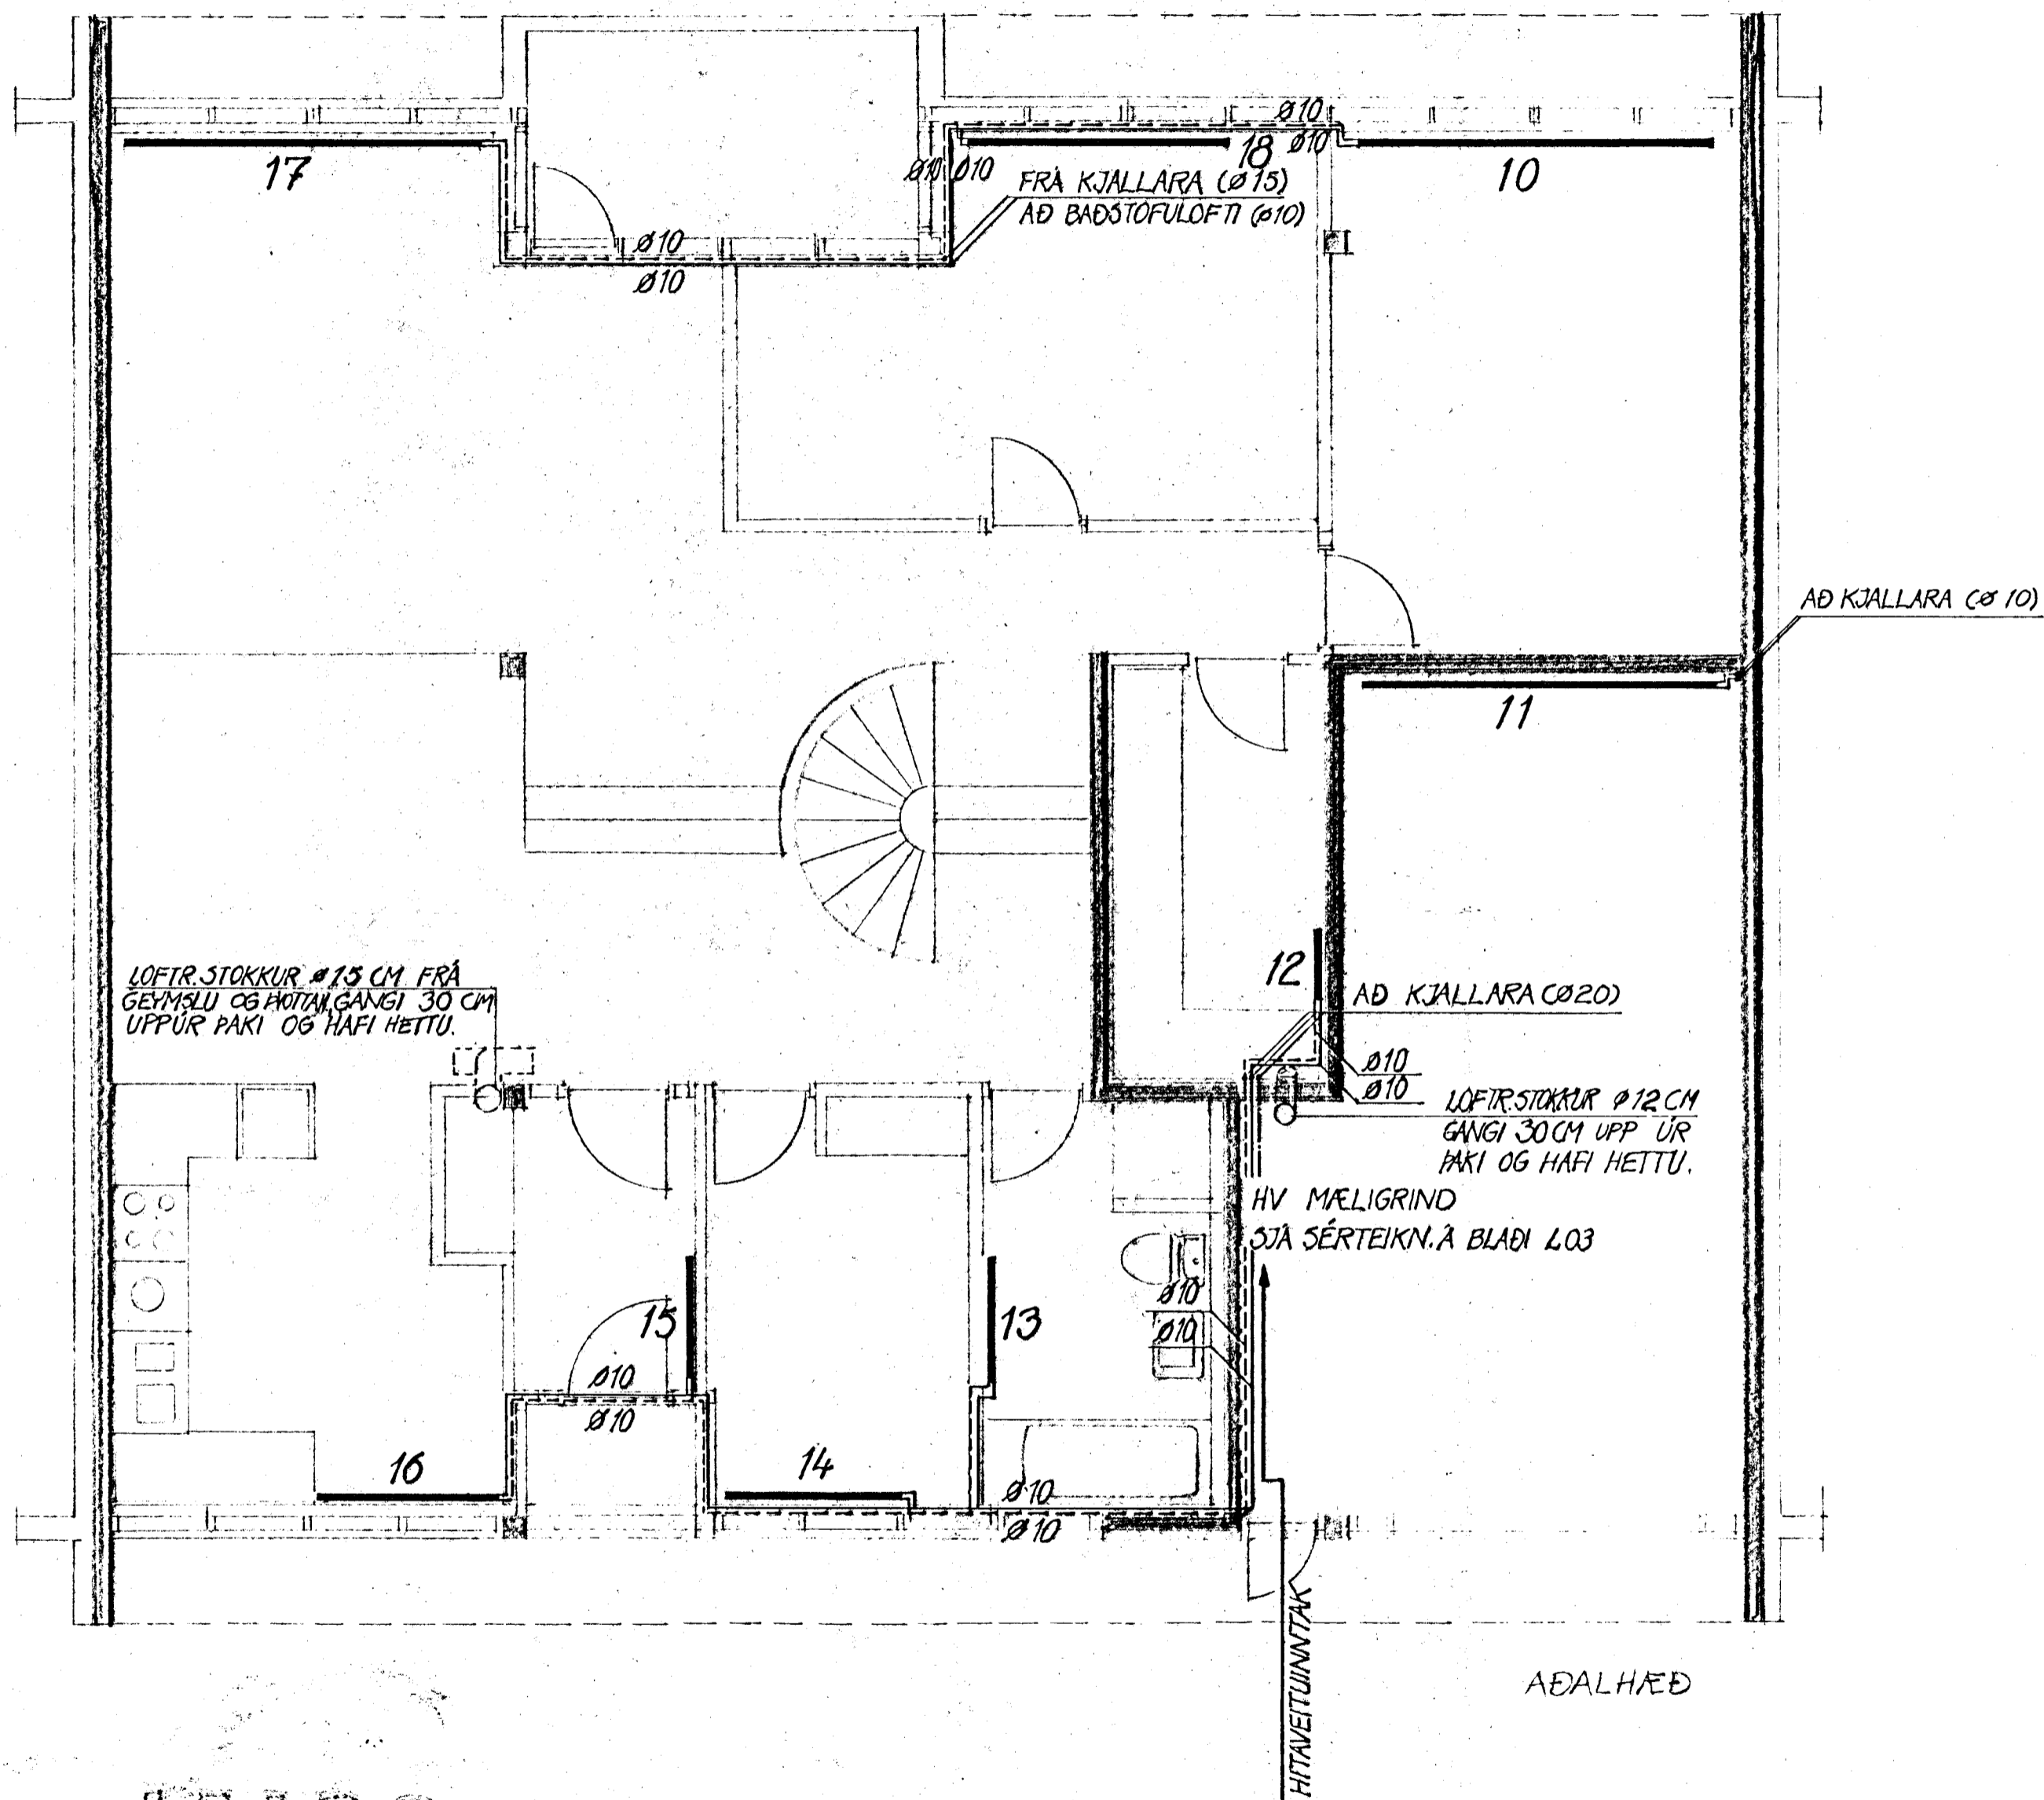 Ø10
17
Ø10 Ø10
18 Ø10
10
FRÁ KJALLARA (Ø15)
AÐ BAÐSTOFULOFTI (Ø10)
Ø10
Ø10
AÐ KJALLARA (Ø 10)
11
12
LOFTR.STOKKUR Ø 15 CM FRÁ
GEYMSLU OG GANGI 30 CM
UPPÚR ÞAKI OG HAFI HETTU.
AÐ KJALLARA (Ø20)
Ø10
Ø10
LOFTR.STOKKUR Ø 12 CM
GANGI 30 CM UPP ÚR
ÞAKI OG HAFI HETTU.
HV MÆLIGRIND
SJÁ SÉRTEIKN. Á BLAÐI L03
Ø10
Ø10
15
13
Ø10
Ø10
16
14
Ø10
Ø10
HITAVEITUINNTAK
AÐALHÆÐ